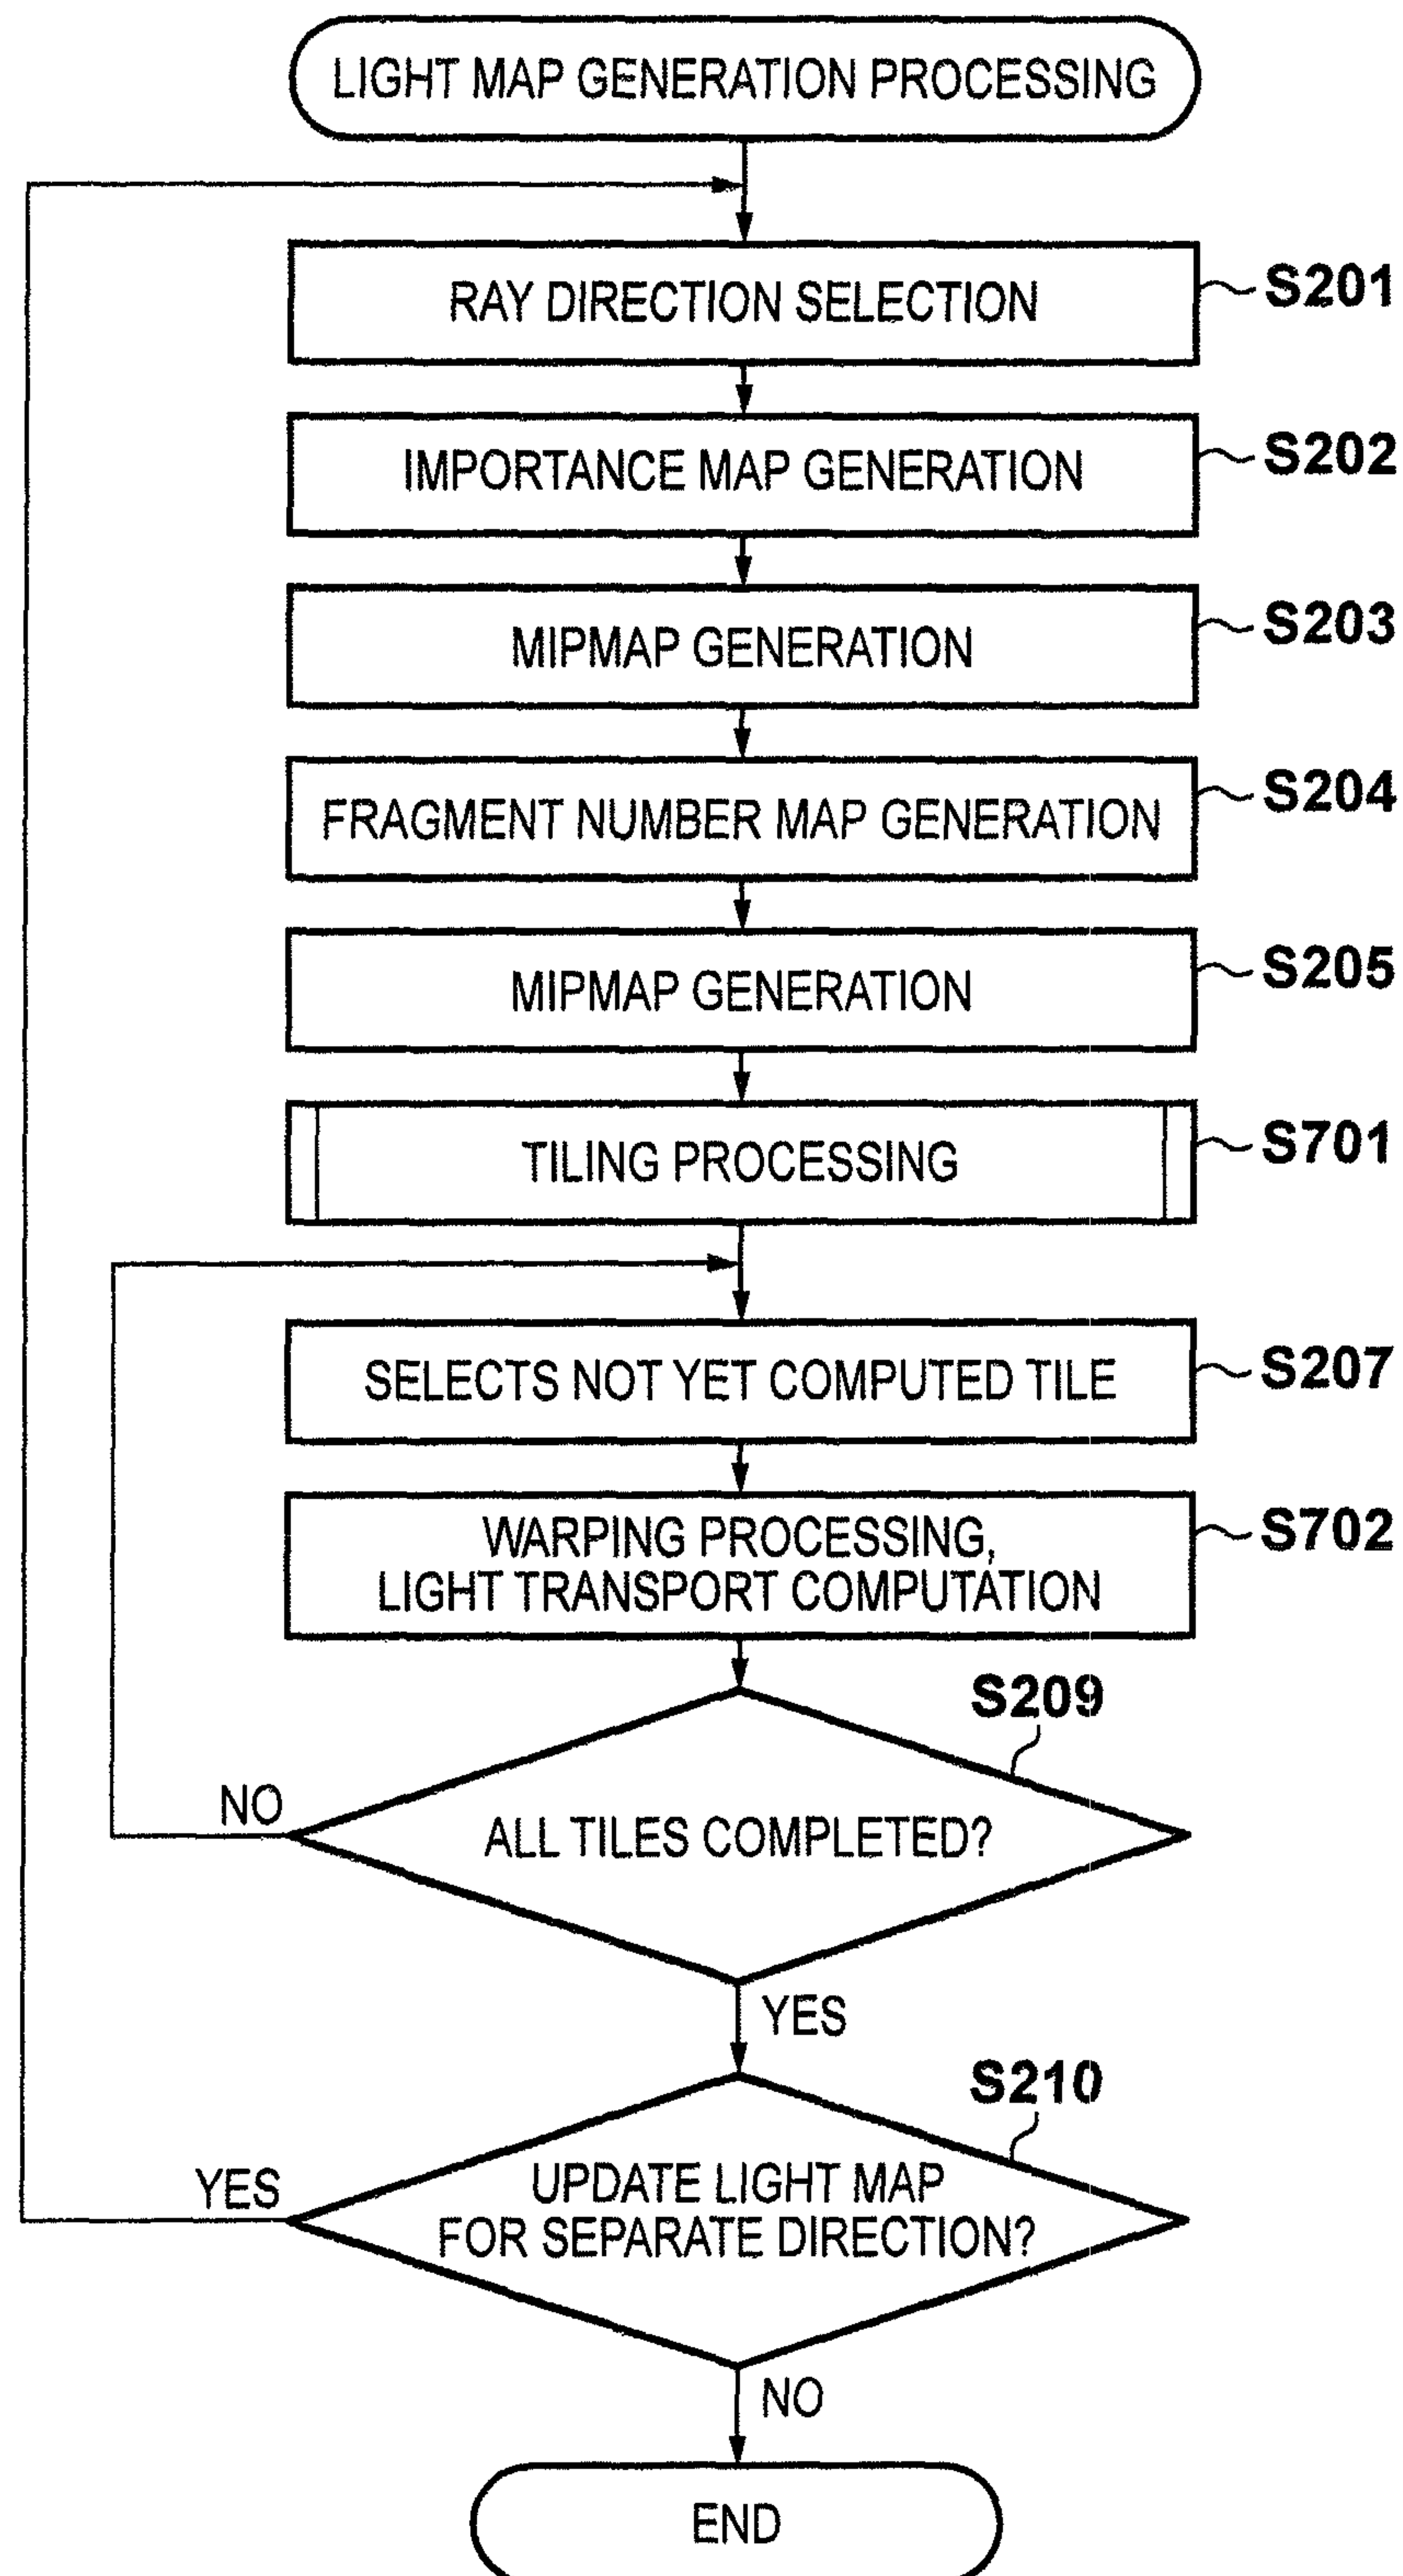 LIGHT MAP GENERATION PROCESSING
RAY DIRECTION SELECTION
S201
IMPORTANCE MAP GENERATION
S202
MIPMAP GENERATION
S203
FRAGMENT NUMBER MAP GENERATION
S204
MIPMAP GENERATION
S205
TILING PROCESSING
S701
SELECTS NOT YET COMPUTED TILE
S207
WARPING PROCESSING,
LIGHT TRANSPORT COMPUTATION
S702
S209
ALL TILES COMPLETED?
NO
YES
S210
UPDATE LIGHT MAP
FOR SEPARATE DIRECTION?
YES
NO
END